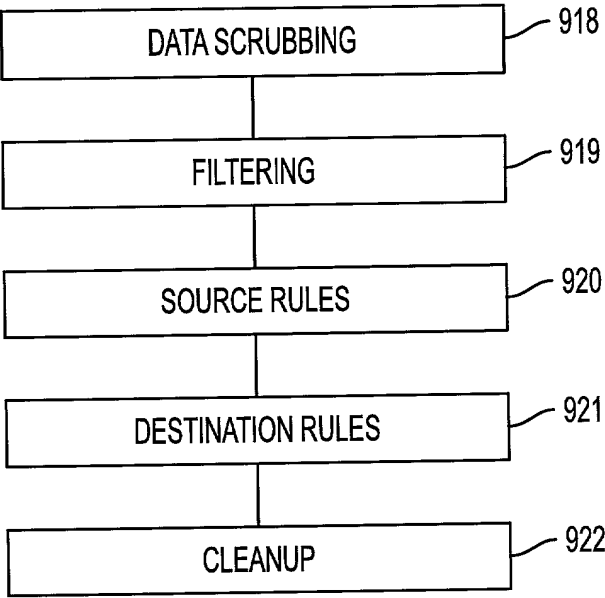 DATA SCRUBBING 918
FILTERING 919
SOURCE RULES 920
DESTINATION RULES 921
CLEANUP 922